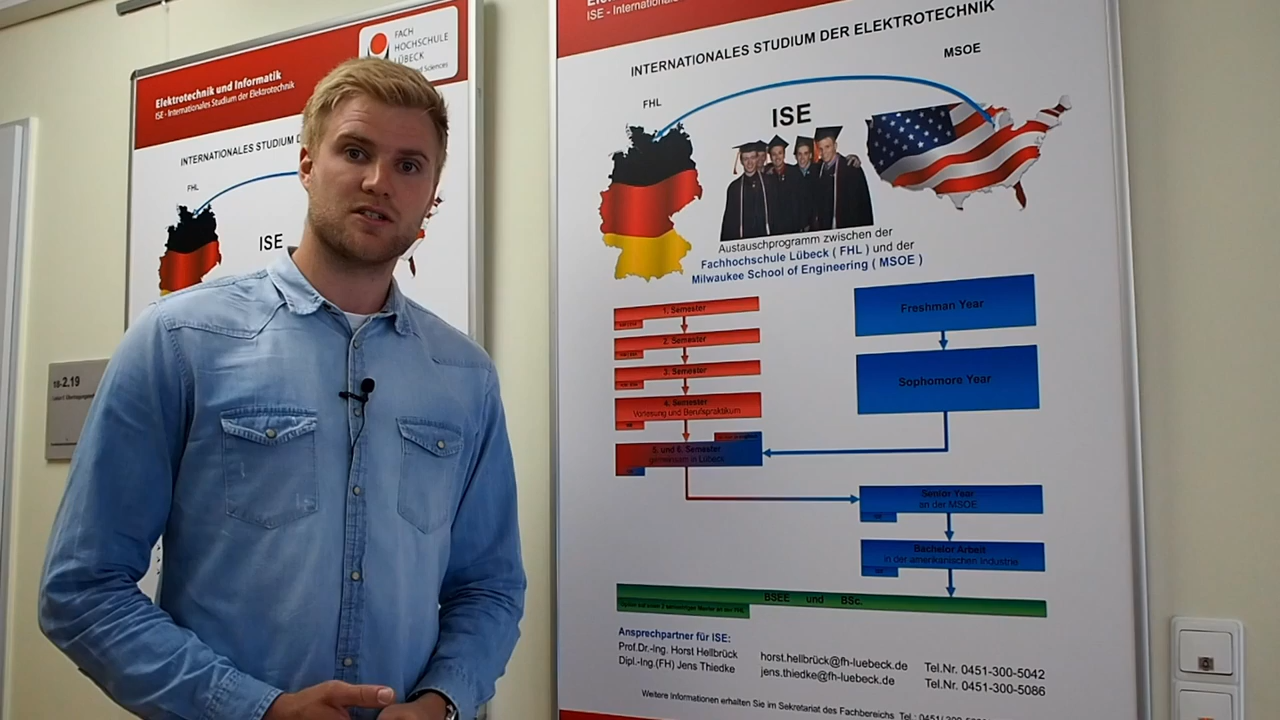 FACH
HOCHSCHULE
LÜBECK
Sciences
Elektrotechnik und Informatik
ISE - Internationales Studium der Elektrotechnik
INTERNATIONALES STUDIUM
FHL
ISE
18-2.19
INTERNATIONALES STUDIUM DER ELEKTROTECHNIK
MSOE
FHL
ISE
Austauschprogramm zwischen der
Fachhochschule Lübeck ( FHL ) und der
Milwaukee School of Engineering ( MSOE )
1. Semester
2. Semester
3. Semester
4. Semester
Vorlesung und Berufspraktikum
5. und 6. Semester
gemeinsam in Lübeck
Freshman Year
Sophomore Year
Senior Year
an der MSOE
Bachelor Arbeit
in der amerikanischen Industrie
BSEE und BSc.
Ansprechpartner für ISE:
Prof.Dr.-Ing. Horst Hellbrück horst.hellbrück@fh-luebeck.de Tel.Nr. 0451-300-5042
Dipl.-Ing.(FH) Jens Thiedke jens.thiedke@fh-luebeck.de Tel.Nr. 0451-300-5086
Weitere Informationen erhalten Sie im Sekretariat des Fachbereichs Tel.: 0451/